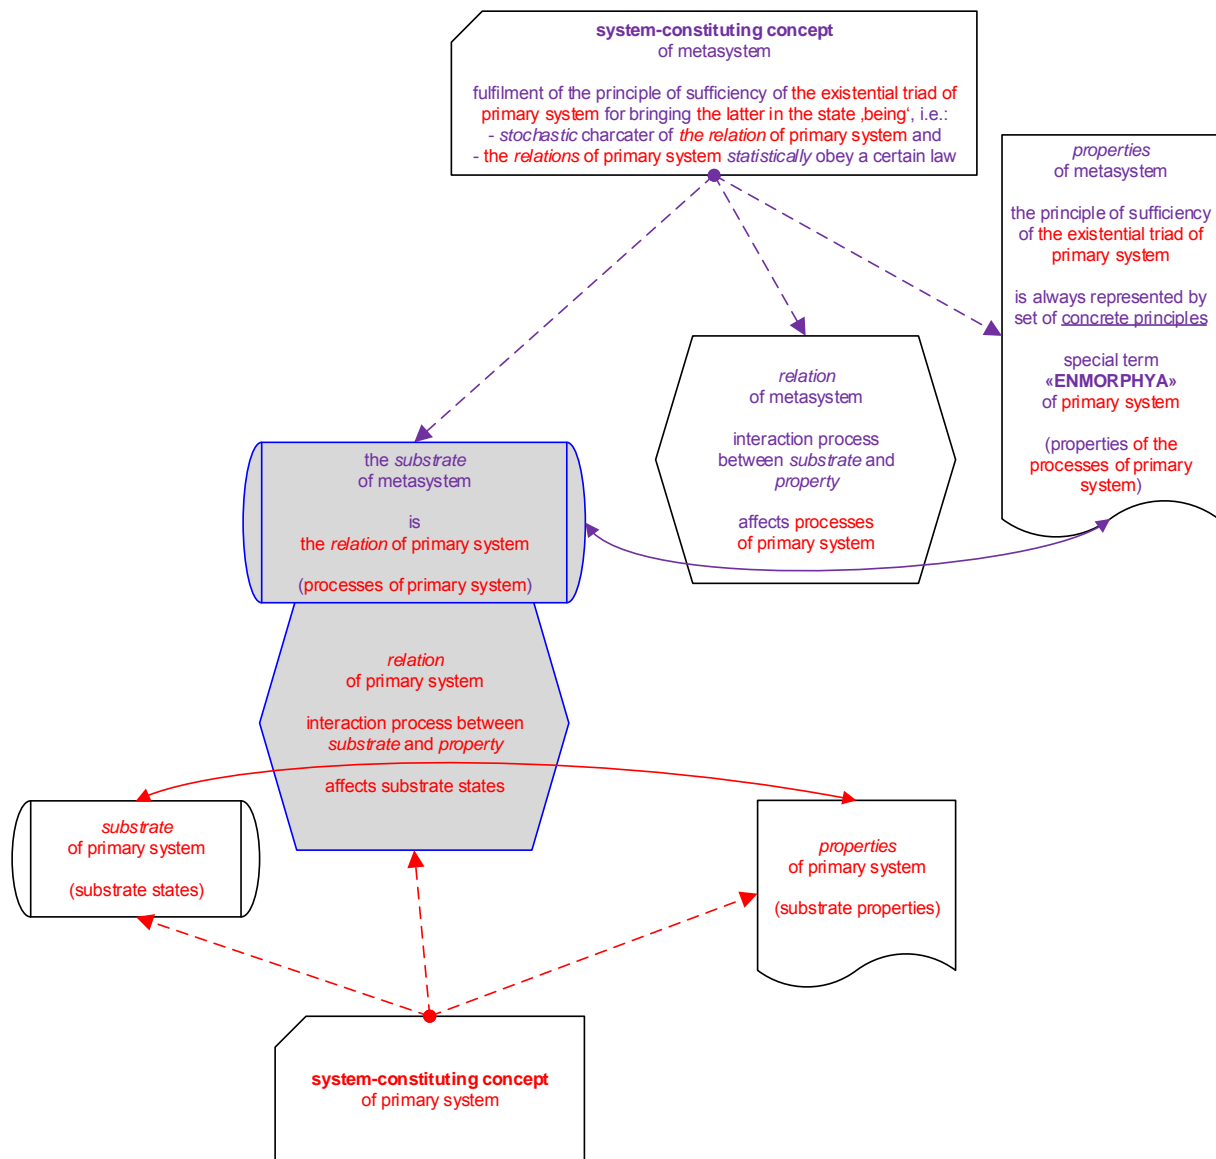 system-constituting concept
of metasystem
fulfilment of the principle of sufficiency of the existential triad of
primary system for bringing the latter in the state ‚being‘, i.e.:
- stochastic charcater of the relation of primary system and
- the relations of primary system statistically obey a certain law
properties
of metasystem
the principle of sufficiency
of the existential triad of
primary system
is always represented by
set of concrete principles
special term
«ENMORPHYA»
of primary system
(properties of the
processes of primary
system)
relation
of metasystem
interaction process
between substrate and
property
affects processes
of primary system
the substrate
of metasystem
is
the relation of primary system
(processes of primary system)
relation
of primary system
interaction process between
substrate and property
affects substrate states
substrate
of primary system
(substrate states)
properties
of primary system
(substrate properties)
system-constituting concept
of primary system